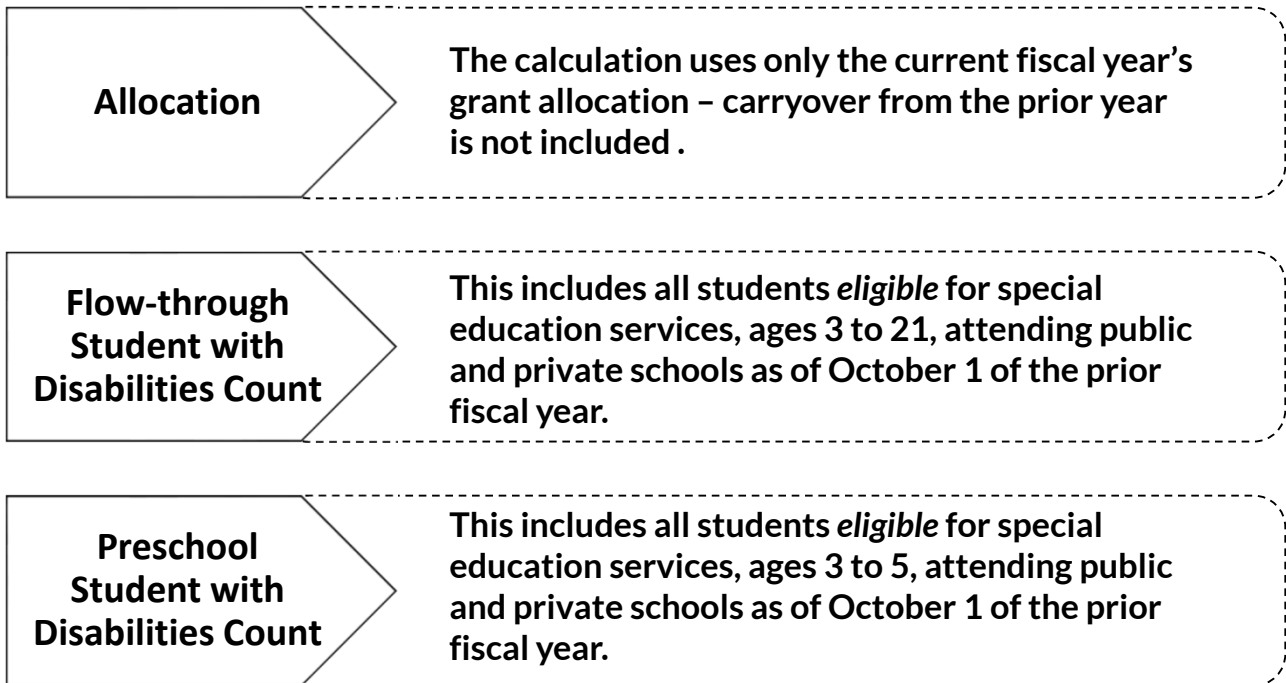 Allocation
The calculation uses only the current fiscal year’s
grant allocation – carryover from the prior year
is not included .
Flow-through
Student with
Disabilities Count
This includes all students eligible for special
education services, ages 3 to 21, attending public
and private schools as of October 1 of the prior
fiscal year.
Preschool
Student with
Disabilities Count
This includes all students eligible for special
education services, ages 3 to 5, attending public
and private schools as of October 1 of the prior
fiscal year.